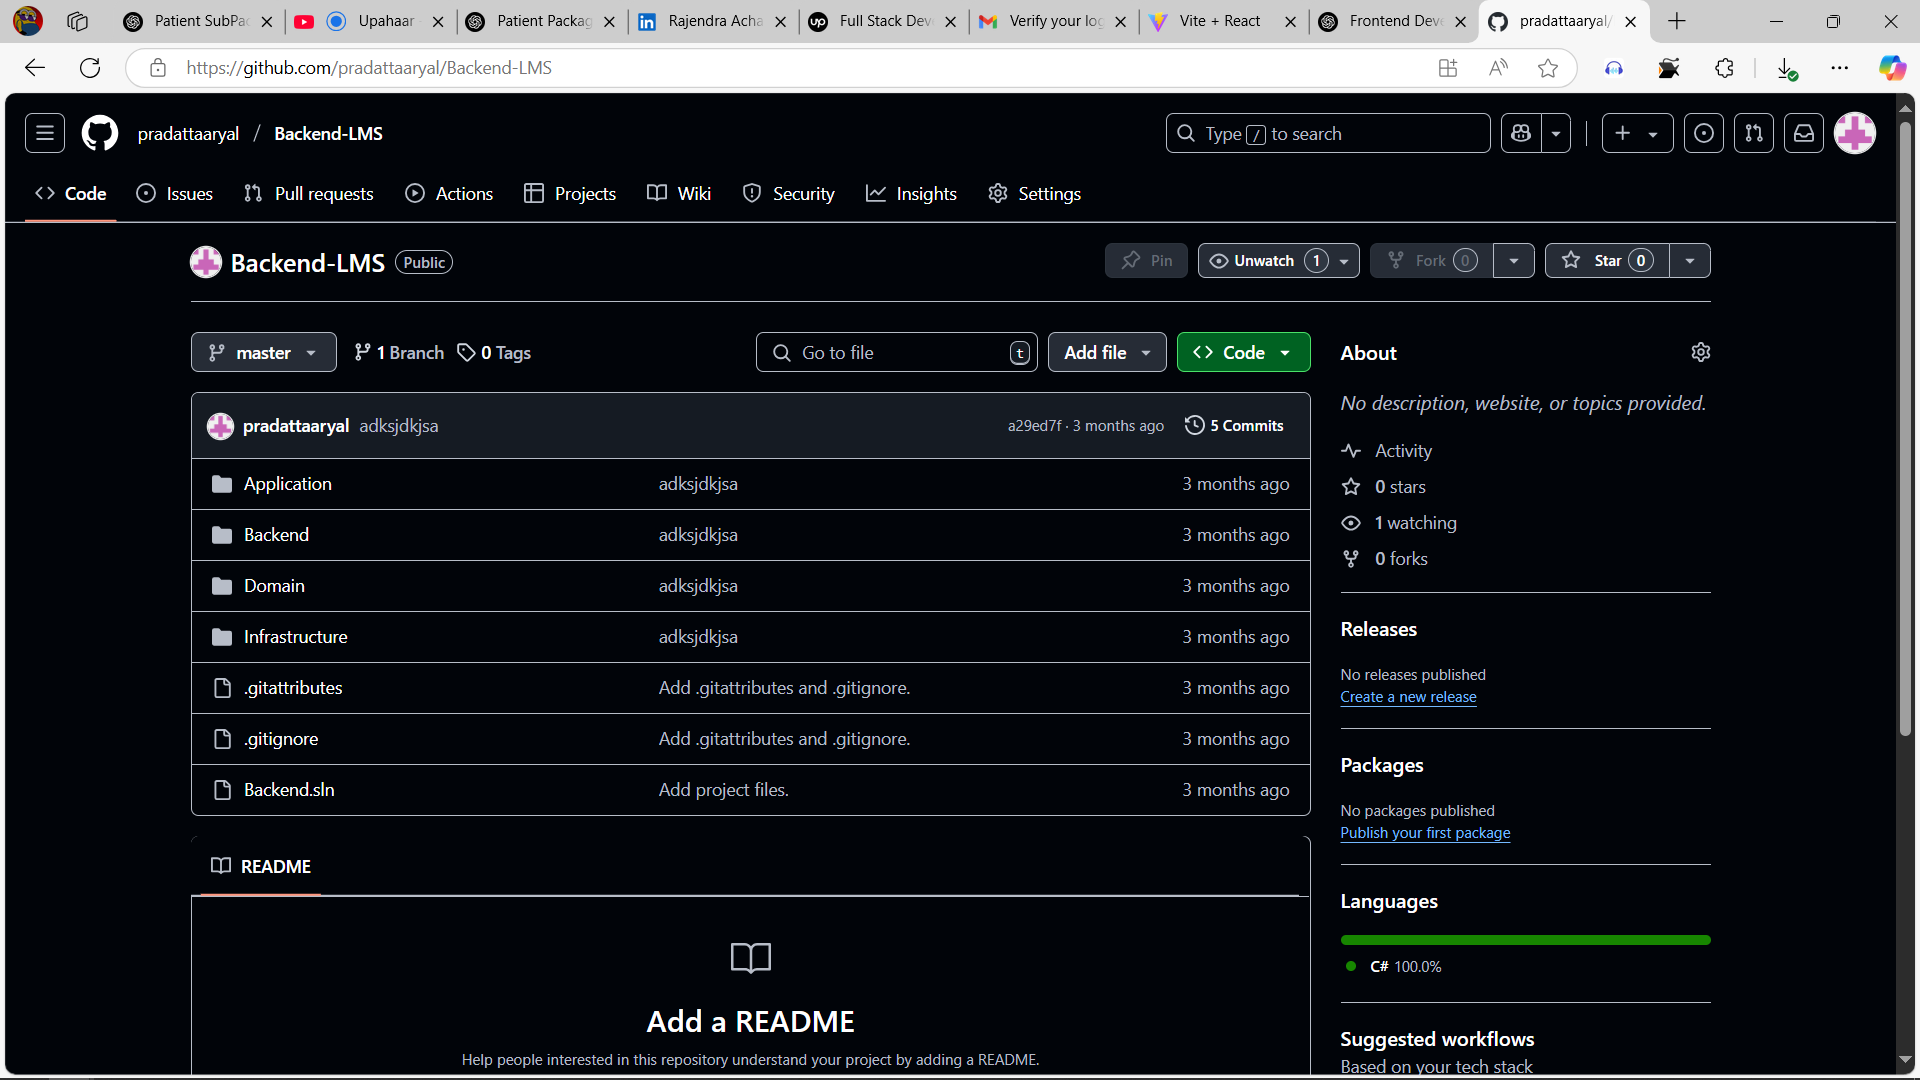 Patient SubPac
Upahaar
Patient Packag
Rajendra Acha
up Full Stack Dev
Verify your log
Vite + React
Frontend Deve
pradattaaryal/
https://github.com/pradattaaryal/Backend-LMS
pradattaaryal / Backend-LMS
Type / to search
Code
Issues
Pull requests
Actions
Projects
Wiki
Security
Insights
Settings
Backend-LMS Public
Pin
Unwatch 1
Fork 0
Star 0
master
1 Branch
0 Tags
Go to file t
Add file
Code
pradattaaryal adksjdkjsa a29ed7f · 3 months ago 5 Commits
Application adksjdkjsa 3 months ago
Backend adksjdkjsa 3 months ago
Domain adksjdkjsa 3 months ago
Infrastructure adksjdkjsa 3 months ago
.gitattributes Add .gitattributes and .gitignore. 3 months ago
.gitignore Add .gitattributes and .gitignore. 3 months ago
Backend.sln Add project files. 3 months ago
README
Add a README
Help people interested in this repository understand your project by adding a README.
About
No description, website, or topics provided.
Activity
0 stars
1 watching
0 forks
Releases
No releases published
Create a new release
Packages
No packages published
Publish your first package
Languages
C# 100.0%
Suggested workflows
Based on your tech stack